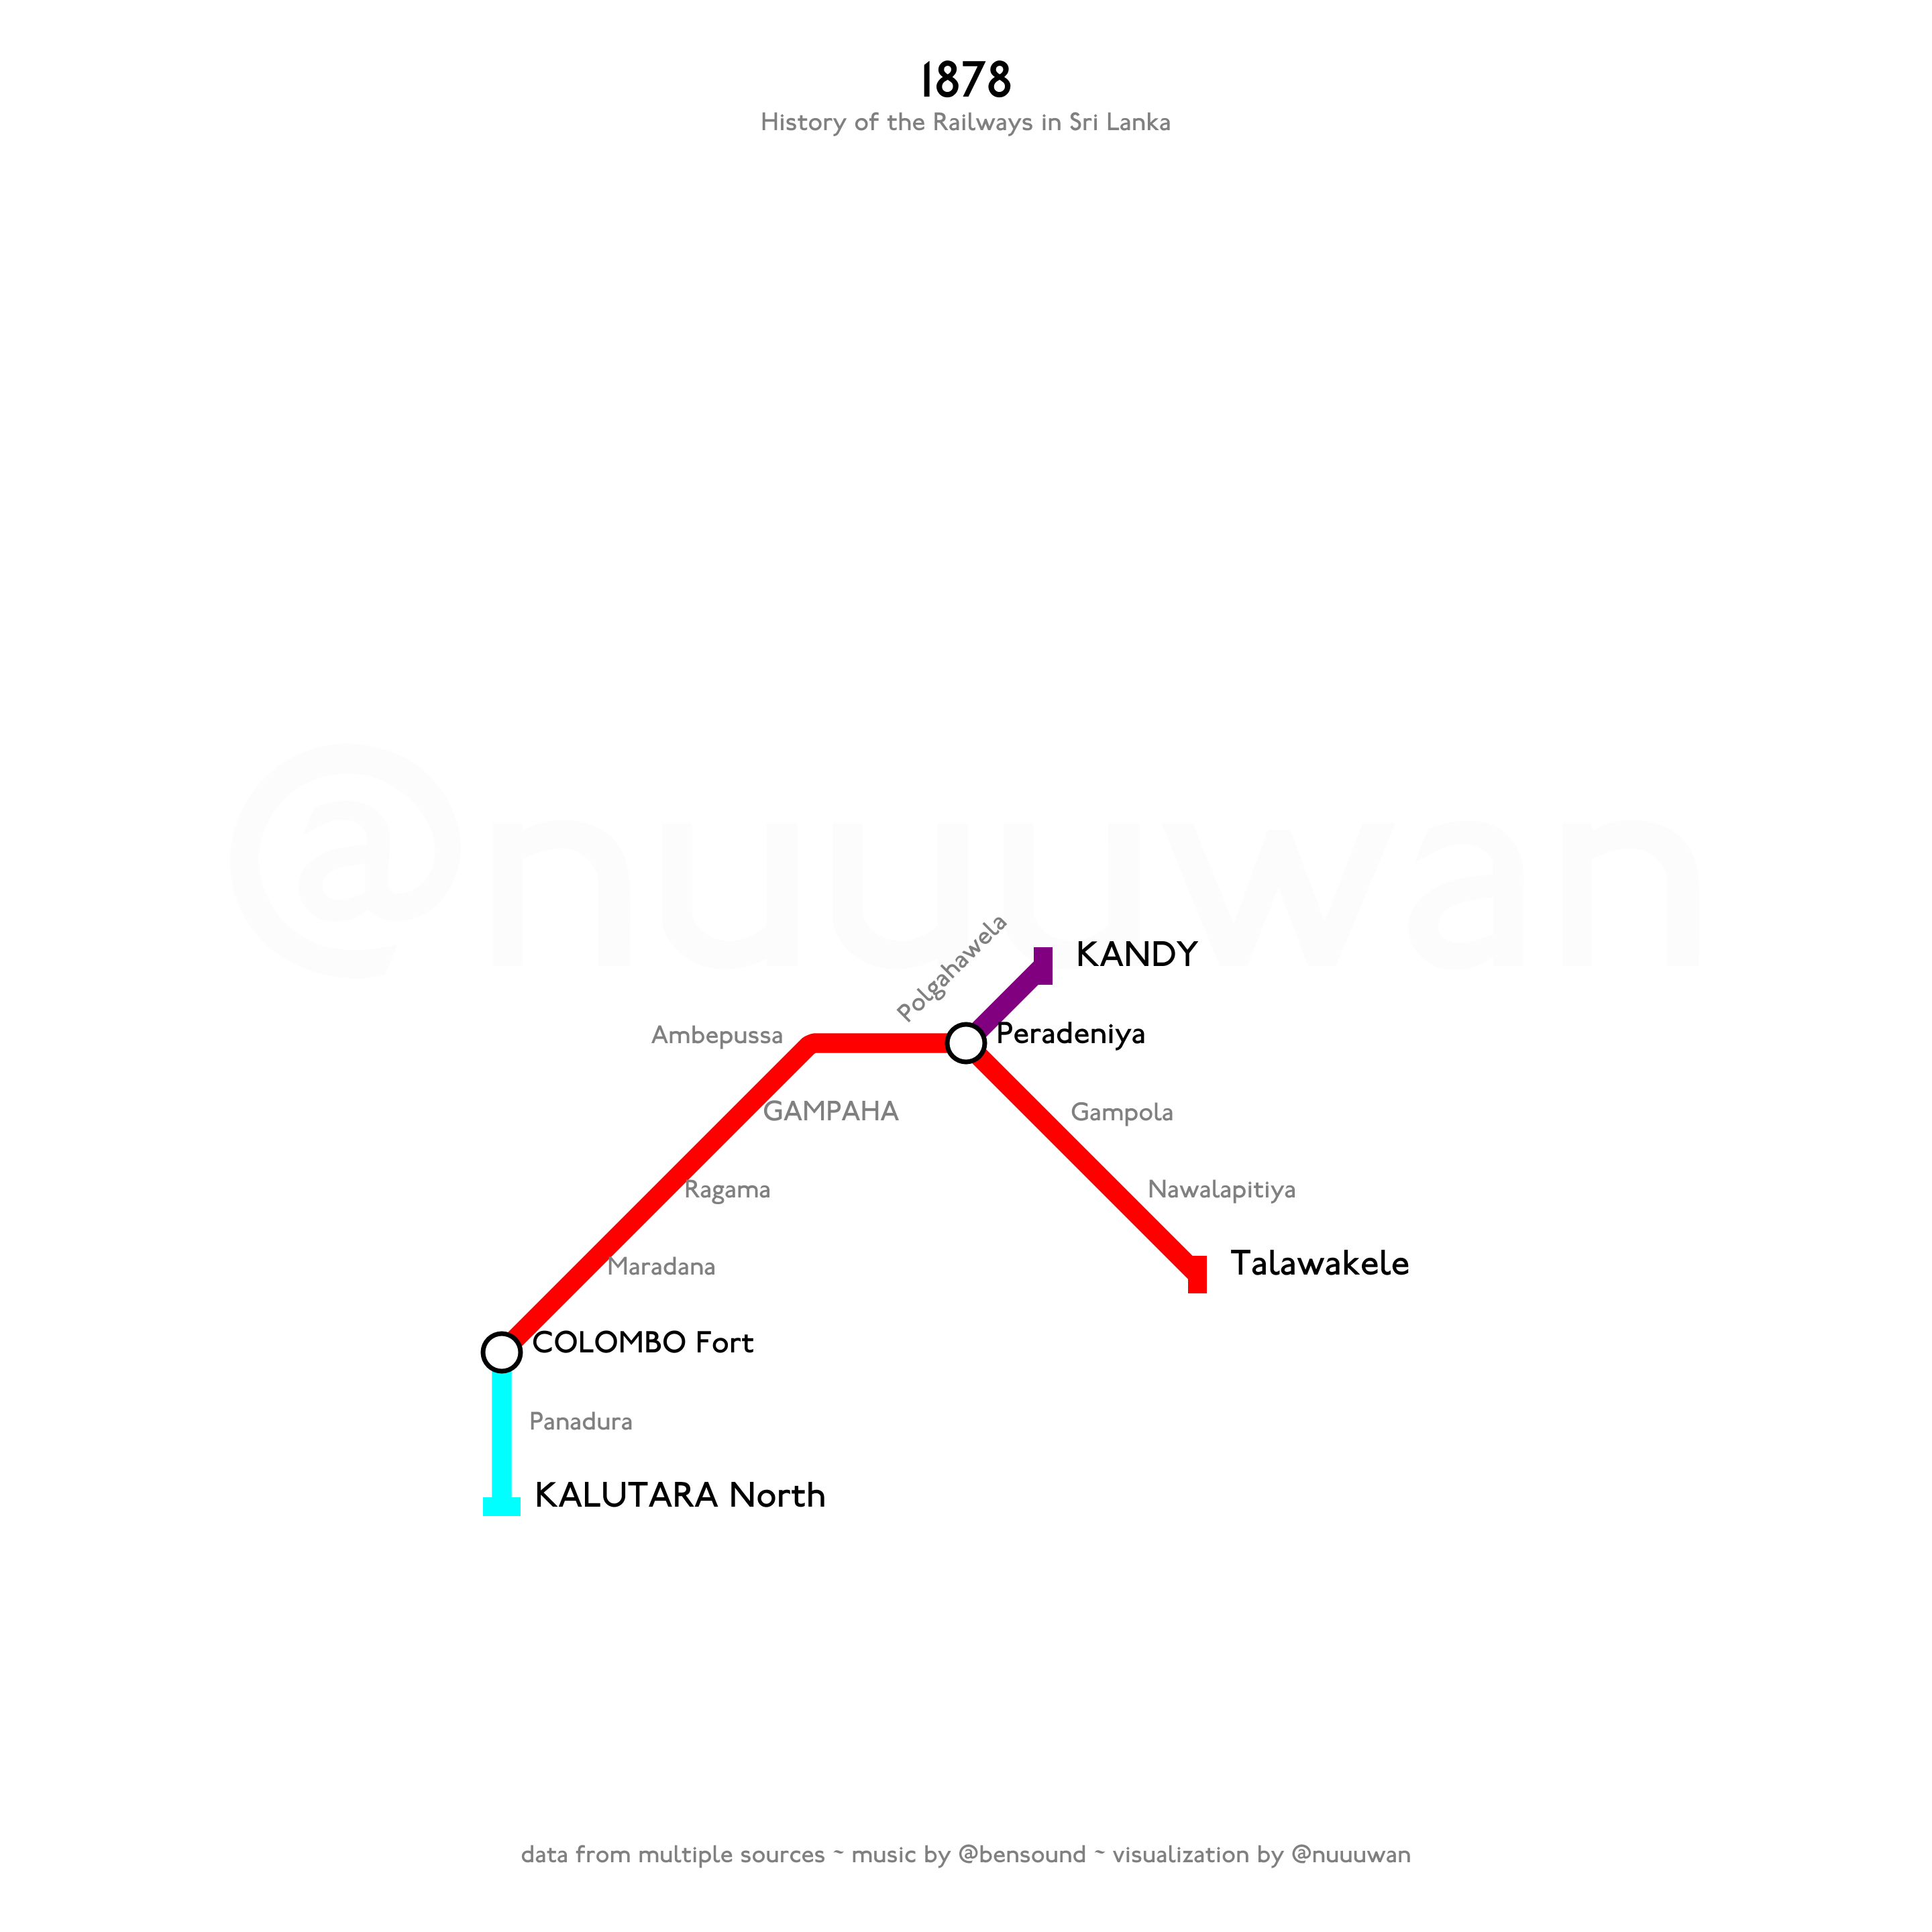 1878
History of the Railways in Sri Lanka
@nuuuwan
Polgahawela
KANDY
Ambepussa
Peradeniya
GAMPAHA
Gampola
Ragama
Nawalapitiya
Maradana
Talawakele
COLOMBO Fort
Panadura
KALUTARA North
data from multiple sources ~ music by @bensound ~ visualization by @nuuuwan